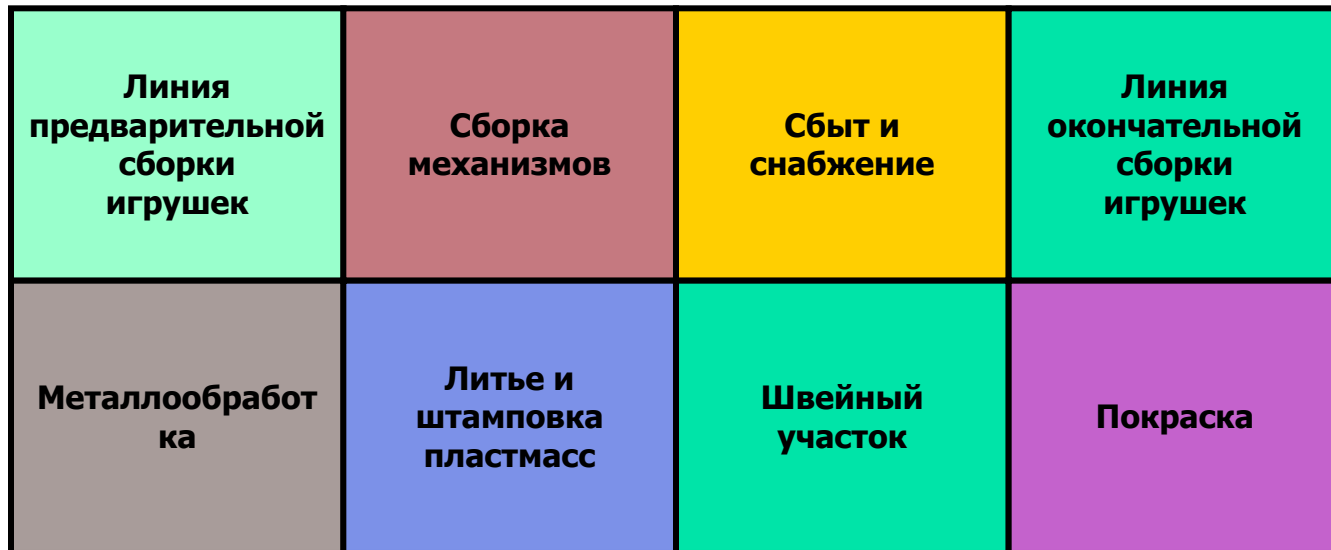 Линия
предварительной
сборки
игрушек
Сборка
механизмов
Сбыт и
снабжение
Линия
окончательной
сборки
игрушек
Металлообработ
ка
Литье и
штамповка
пластмасс
Швейный
участок
Покраска